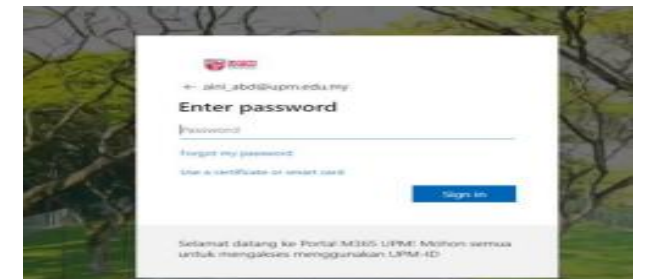 ← aini_abd@upm.edu.my
Enter password
Password
Forgot my password
Use a certificate or smart card
Sign in
Selamat datang ke Portal M365 UPM! Mohon semua
untuk mengakses menggunakan UPM-ID